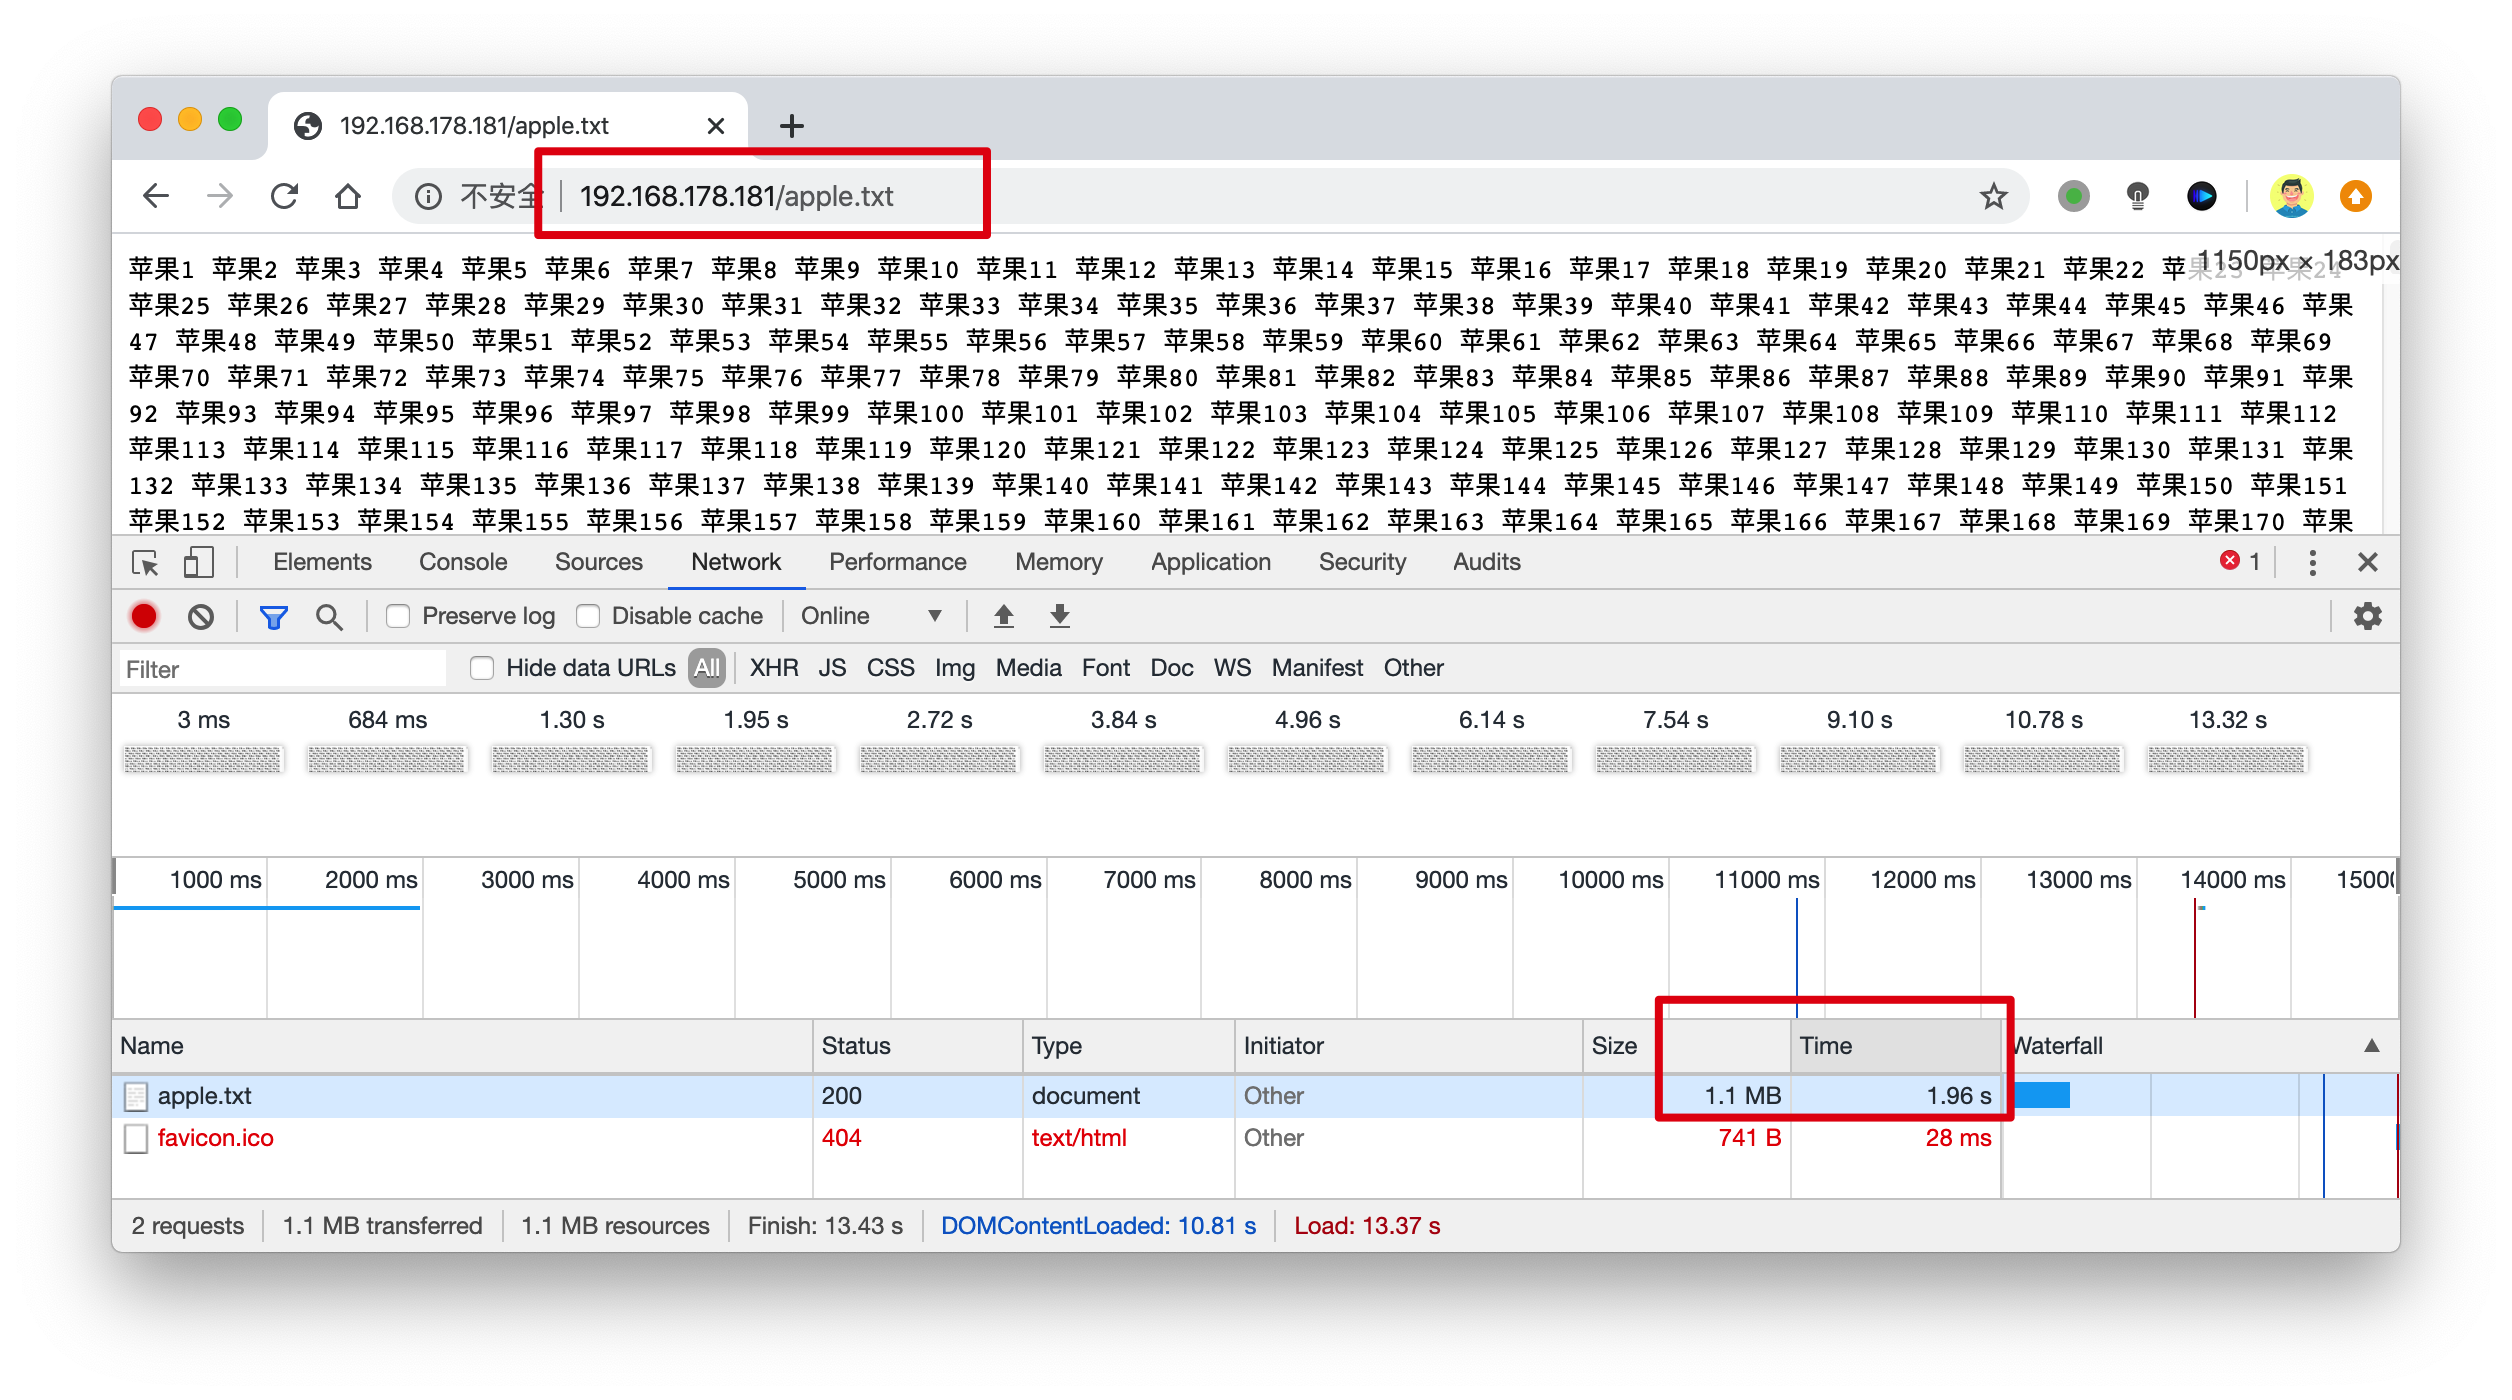 192.168.178.181/apple.txt
不安全 192.168.178.181/apple.txt
1150px × 183px
苹果1 苹果2 苹果3 苹果4 苹果5 苹果6 苹果7 苹果8 苹果9 苹果10 苹果11 苹果12 苹果13 苹果14 苹果15 苹果16 苹果17 苹果18 苹果19 苹果20 苹果21 苹果22 苹果23 苹果24
苹果25 苹果26 苹果27 苹果28 苹果29 苹果30 苹果31 苹果32 苹果33 苹果34 苹果35 苹果36 苹果37 苹果38 苹果39 苹果40 苹果41 苹果42 苹果43 苹果44 苹果45 苹果46 苹果
47 苹果48 苹果49 苹果50 苹果51 苹果52 苹果53 苹果54 苹果55 苹果56 苹果57 苹果58 苹果59 苹果60 苹果61 苹果62 苹果63 苹果64 苹果65 苹果66 苹果67 苹果68 苹果69
苹果70 苹果71 苹果72 苹果73 苹果74 苹果75 苹果76 苹果77 苹果78 苹果79 苹果80 苹果81 苹果82 苹果83 苹果84 苹果85 苹果86 苹果87 苹果88 苹果89 苹果90 苹果91 苹果
92 苹果93 苹果94 苹果95 苹果96 苹果97 苹果98 苹果99 苹果100 苹果101 苹果102 苹果103 苹果104 苹果105 苹果106 苹果107 苹果108 苹果109 苹果110 苹果111 苹果112
苹果113 苹果114 苹果115 苹果116 苹果117 苹果118 苹果119 苹果120 苹果121 苹果122 苹果123 苹果124 苹果125 苹果126 苹果127 苹果128 苹果129 苹果130 苹果131 苹果
132 苹果133 苹果134 苹果135 苹果136 苹果137 苹果138 苹果139 苹果140 苹果141 苹果142 苹果143 苹果144 苹果145 苹果146 苹果147 苹果148 苹果149 苹果150 苹果151
苹果152 苹果153 苹果154 苹果155 苹果156 苹果157 苹果158 苹果159 苹果160 苹果161 苹果162 苹果163 苹果164 苹果165 苹果166 苹果167 苹果168 苹果169 苹果170 苹果
Elements Console Sources Network Performance Memory Application Security Audits 1
Preserve log Disable cache Online
Filter Hide data URLs All XHR JS CSS Img Media Font Doc WS Manifest Other
3 ms 684 ms 1.30 s 1.95 s 2.72 s 3.84 s 4.96 s 6.14 s 7.54 s 9.10 s 10.78 s 13.32 s
1000 ms 2000 ms 3000 ms 4000 ms 5000 ms 6000 ms 7000 ms 8000 ms 9000 ms 10000 ms 11000 ms 12000 ms 13000 ms 14000 ms 15000
Name Status Type Initiator Size Time Waterfall
apple.txt 200 document Other 1.1 MB 1.96 s
favicon.ico 404 text/html Other 741 B 28 ms
2 requests 1.1 MB transferred 1.1 MB resources Finish: 13.43 s DOMContentLoaded: 10.81 s Load: 13.37 s